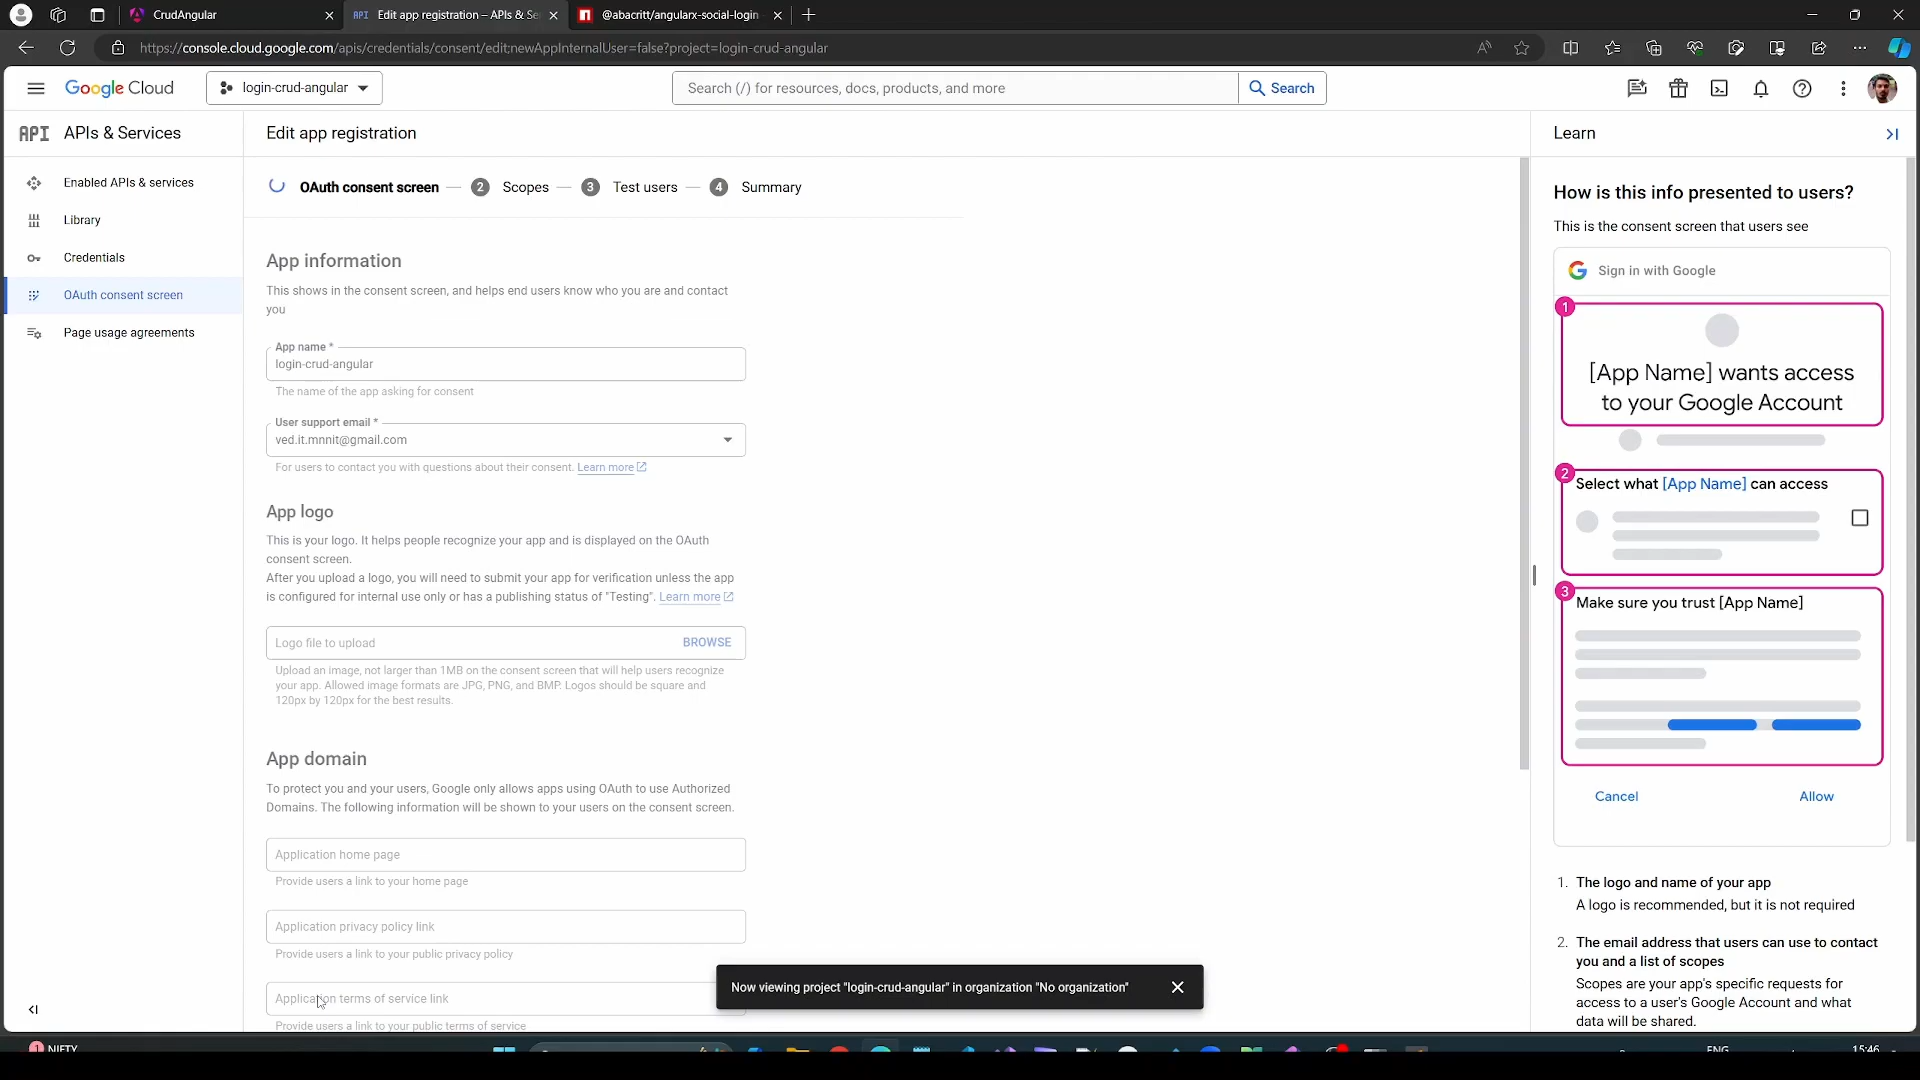 CrudAngular
API Edit app registration – APIs & Se
@abacritt/angularx-social-login
https://console.cloud.google.com/apis/credentials/consent/edit;newAppInternalUser=false?project=login-crud-angular
Google Cloud
login-crud-angular
Search (/) for resources, docs, products, and more
Search
API APIs & Services
Edit app registration
Learn
Enabled APIs & services
Library
Credentials
OAuth consent screen
Page usage agreements
OAuth consent screen
2 Scopes
3 Test users
4 Summary
App information
This shows in the consent screen, and helps end users know who you are and contact
you
App name *
login-crud-angular
The name of the app asking for consent
User support email *
ved.it.mnnit@gmail.com
For users to contact you with questions about their consent. Learn more
App logo
This is your logo. It helps people recognize your app and is displayed on the OAuth
consent screen.
After you upload a logo, you will need to submit your app for verification unless the app
is configured for internal use only or has a publishing status of "Testing". Learn more
Logo file to upload
BROWSE
Upload an image, not larger than 1MB on the consent screen that will help users recognize
your app. Allowed image formats are JPG, PNG, and BMP. Logos should be square and
120px by 120px for the best results.
App domain
To protect you and your users, Google only allows apps using OAuth to use Authorized
Domains. The following information will be shown to your users on the consent screen.
Application home page
Provide users a link to your home page
Application privacy policy link
Provide users a link to your public privacy policy
Application terms of service link
Provide users a link to your public terms of service
Now viewing project "login-crud-angular" in organization "No organization"
How is this info presented to users?
This is the consent screen that users see
Sign in with Google
1
[App Name] wants access
to your Google Account
2
Select what [App Name] can access
3
Make sure you trust [App Name]
Cancel
Allow
1. The logo and name of your app
A logo is recommended, but it is not required
2. The email address that users can use to contact
you and a list of scopes
Scopes are your app's specific requests for
access to a user's Google Account and what
data will be shared.
1
NIFTY
ENG
15:46